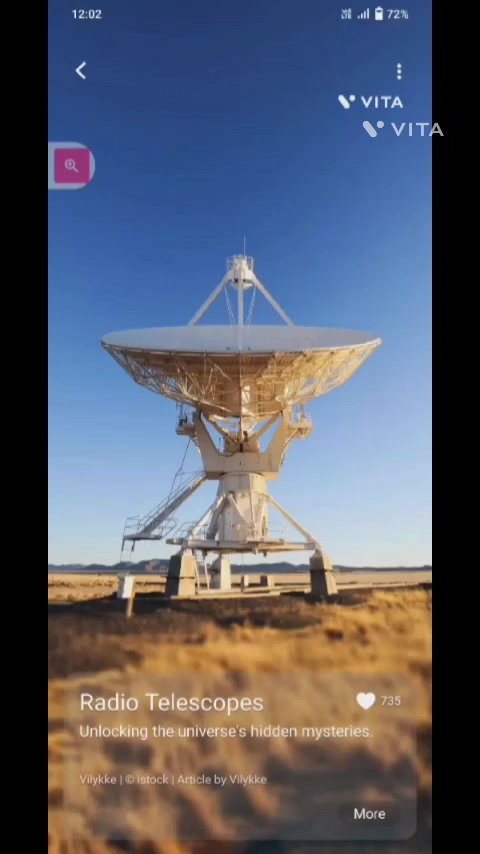 12:02
72%
VITA
VITA
Radio Telescopes
735
Unlocking the universe's hidden mysteries.
Vilykke | © istock | Article by Vilykke
More